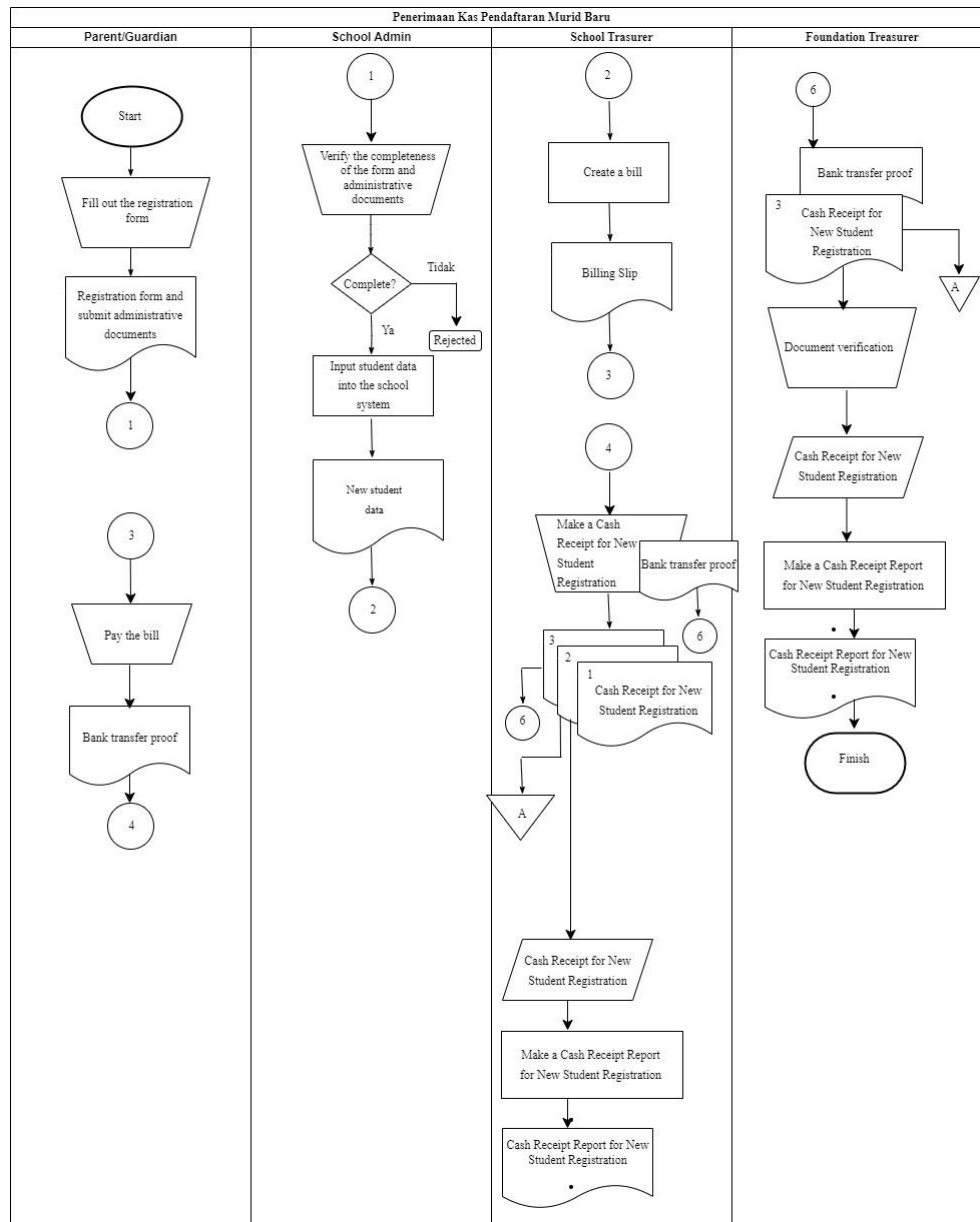 Penerimaan Kas Pendaftaran Murid Baru
Parent/Guardian
School Admin
School Trasurer
Foundation Treasurer
Start
Fill out the registration
form
Registration form and
submit administrative
documents
1
3
Pay the bill
Bank transfer proof
4
1
Verify the completeness
of the form and
administrative
documents
Complete?
Tidak
Ya
Rejected
Input student data
into the school
system
New student
data
2
2
Create a bill
Billing Slip
3
4
Make a Cash
Receipt for New
Student
Registration
Bank transfer proof
6
3
2
1
Cash Receipt for New
Student Registration
6
A
Cash Receipt for New
Student Registration
Make a Cash Receipt Report
for New Student Registration
Cash Receipt Report for New
Student Registration
6
Bank transfer proof
3
Cash Receipt for
New Student
Registration
A
Document verification
Cash Receipt for New
Student Registration
Make a Cash Receipt Report
for New Student Registration
Cash Receipt Report for New
Student Registration
Finish